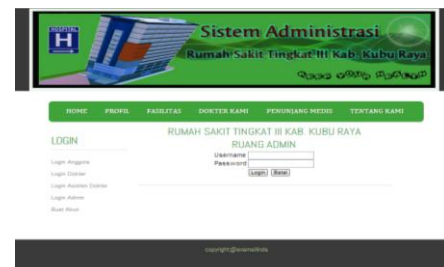 HOSPITAL
H
Sistem Administrasi
Rumah Sakit Tingkat III Kab. Kubu Raya
HOME PROFIL FASILITAS DOKTER KAMI PENUNJANG MEDIS TENTANG KAMI
LOGIN
Login Anggota
Login Dokter
Login Asisten Dokter
Login Admin
Buat Akun
RUMAH SAKIT TINGKAT III KAB. KUBU RAYA
RUANG ADMIN
Username
Password
Login Batal